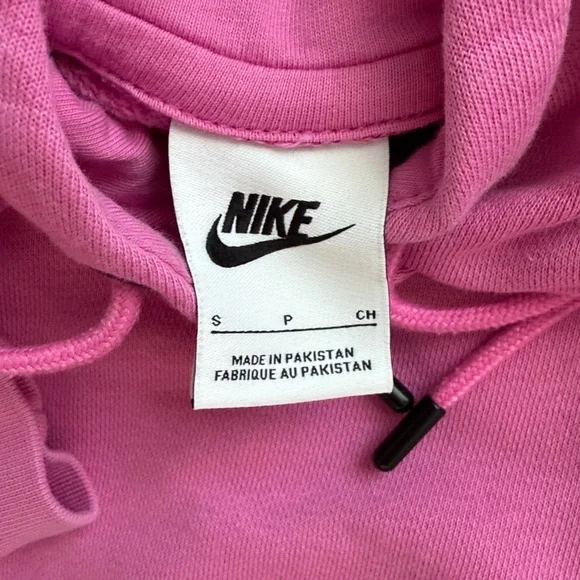 NIKE
S P CH
MADE IN PAKISTAN
FABRIQUE AU PAKISTAN